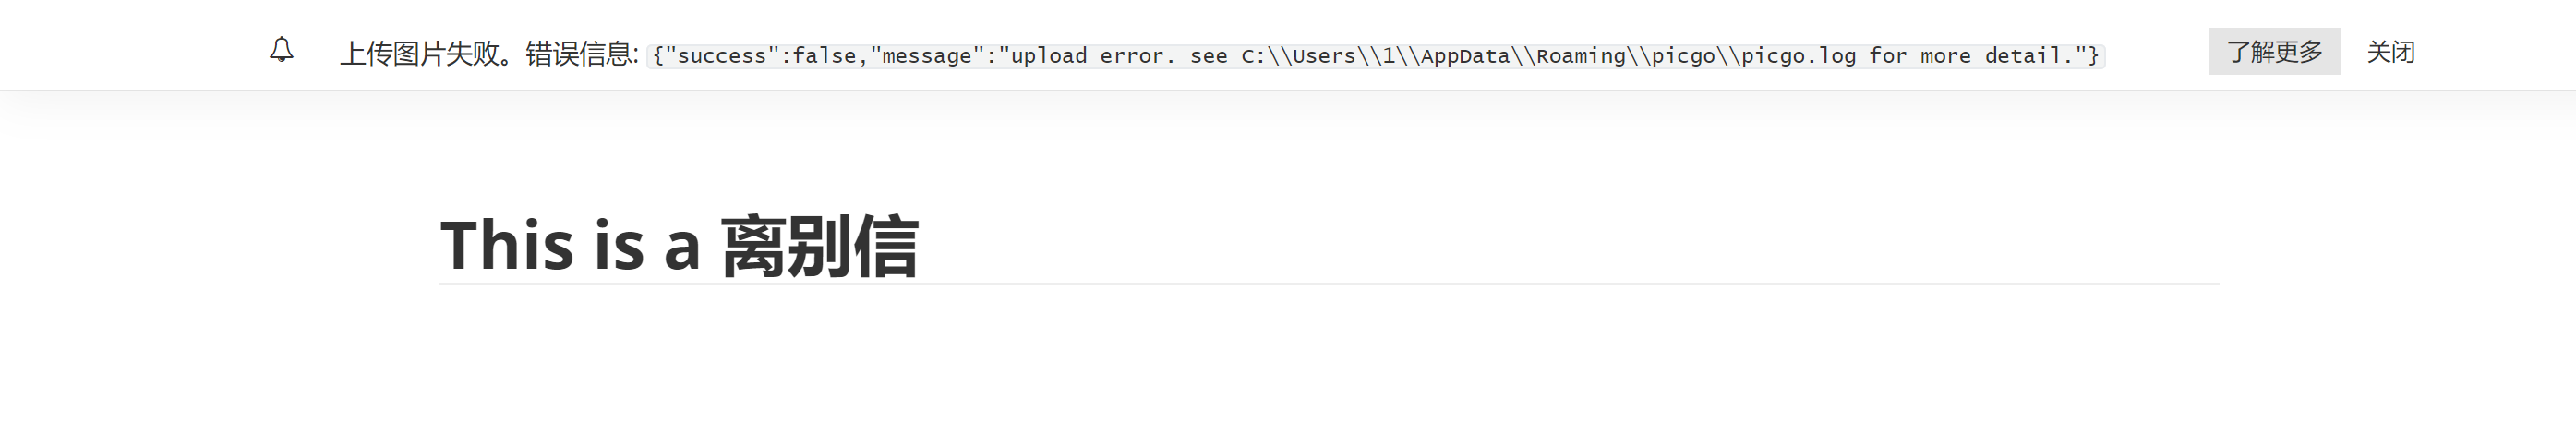 上传图片失败。错误信息: {"success":false,"message":"upload error. see C:\\Users\\1\\AppData\\Roaming\\picgo\\picgo.log for more detail."} 了解更多 关闭
This is a 离别信